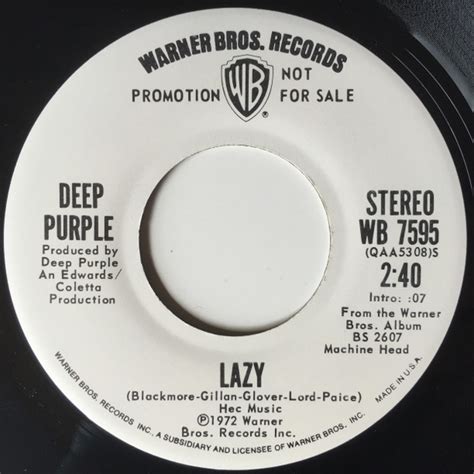 WARNER BROS. RECORDS
PROMOTION WB NOT FOR SALE
®
DEEP
PURPLE
Produced by
Deep Purple
An Edwards/
Coletta
Production
STEREO
WB 7595
(QAA5308)S
2:40
Intro: :07
From the Warner
Bros. Album
BS 2607
Machine Head
LAZY
(Blackmore-Gillan-Glover-Lord-Paice)
Hec Music
Ⓟ1972 Warner
Bros. Records Inc.
WARNER BROS. RECORDS INC. A SUBSIDIARY AND LICENSEE OF WARNER BROS. INC.
MADE IN U.S.A.